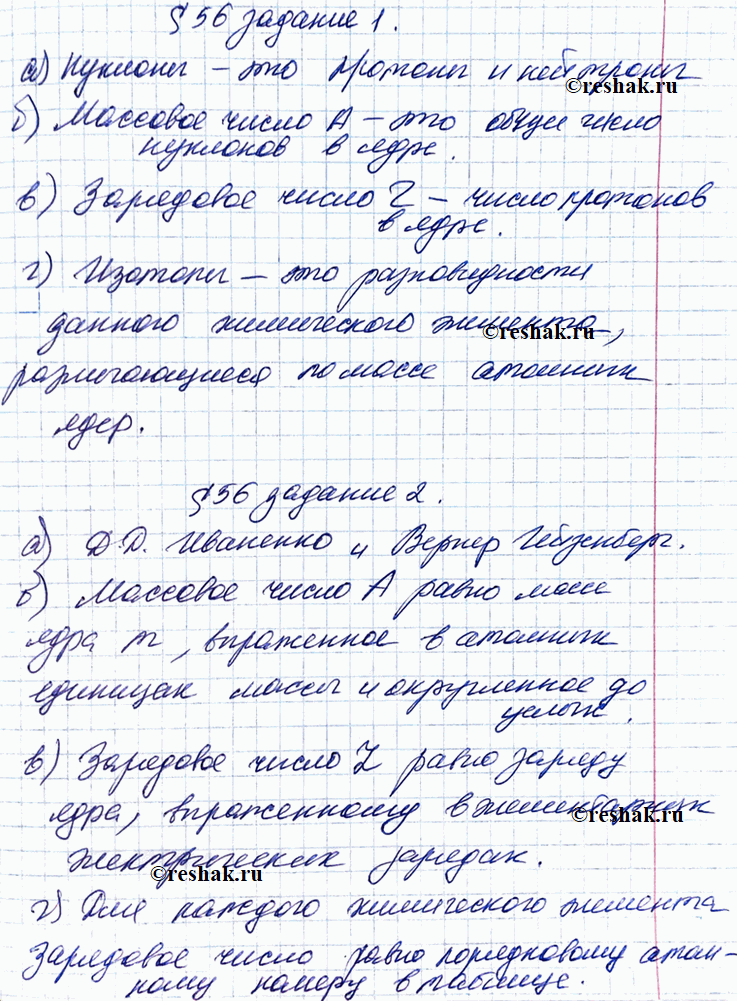 § 56 задание 1.
а) Нуклоны – это протоны и нейтроны
©reshak.ru
б) Массовое число А – это общее число
нуклонов в ядре.
в) Зарядовое число Z – число протонов
в ядре.
г) Изотопы – это разновидности
данного химического элемента,
©reshak.ru
различающиеся по массе атомных
ядер.
§ 56 задание 2.
а) Д.Д. Иваненко и Вернер Гейзенберг.
б) Массовое число А равно массе
ядра m, выраженное в атомных
единицах массы и округленное до
целых.
в) Зарядовое число Z равно заряду
ядра, выраженному в элементарных
©reshak.ru
электрических зарядах.
©reshak.ru
г) Для каждого химического элемента
Зарядовое число равно порядковому атом-
ному номеру в таблице.